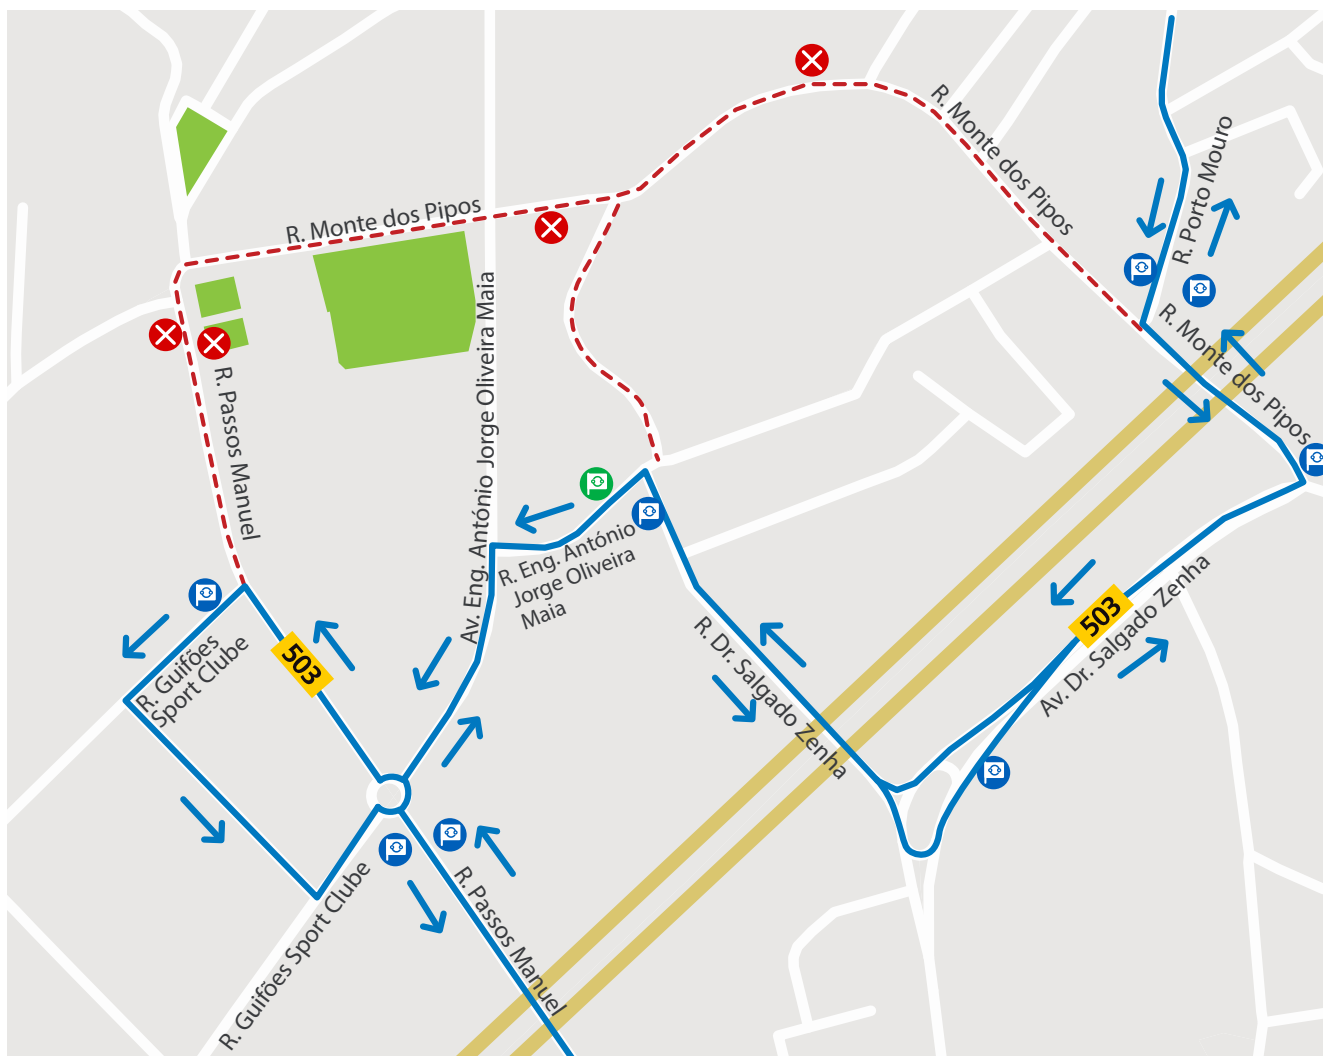 R. Monte dos Pipos
R. Porto Mouro
R. Monte dos Pipos
R. Monte dos Pipos
R. Passos Manuel
Av. Eng. António Jorge Oliveira Maia
R. Eng. António
Jorge Oliveira
Maia
503
Av. Dr. Salgado Zenha
R. Dr. Salgado Zenha
R. Guifões
Sport Clube
503
R. Guifões Sport Clube
R. Passos Manuel